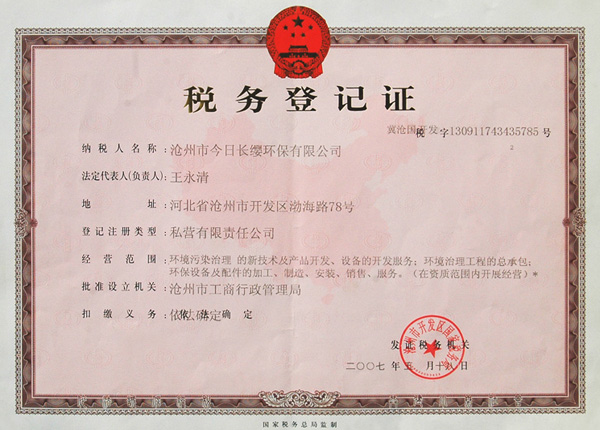 税务登记证
冀沧国开发税 字130911743435785 号
2
纳税人名称：沧州市今日长缨环保有限公司
法定代表人(负责人)：王永清
地址：河北省沧州市开发区渤海路78号
登记注册类型：私营有限责任公司
经营范围：环境污染治理 的新技术及产品开发、设备的开发服务；环境治理工程的总承包；
环保设备及配件的加工、制造、安装、销售、服务。（在资质范围内开展经营）*
批准设立机关：沧州市工商行政管理局
扣缴义务：依法确定 依法确定
发证税务机关
二〇〇七 年 五 月十八日
国家税务总局监制